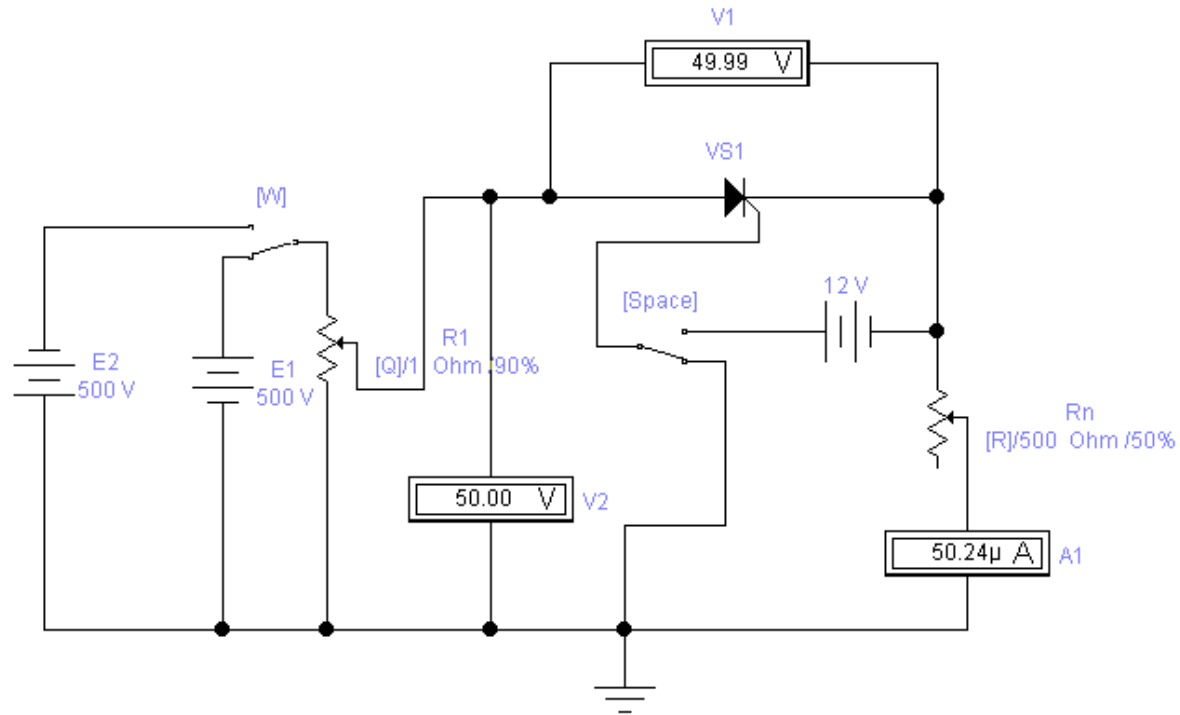 V1
49.99 V
VS1
[W]
12 V
[Space]
R1
[Q]/1 Ohm /90%
E2
500 V
E1
500 V
Rn
[R]/500 Ohm /50%
50.00 V
V2
50.24µ A
A1